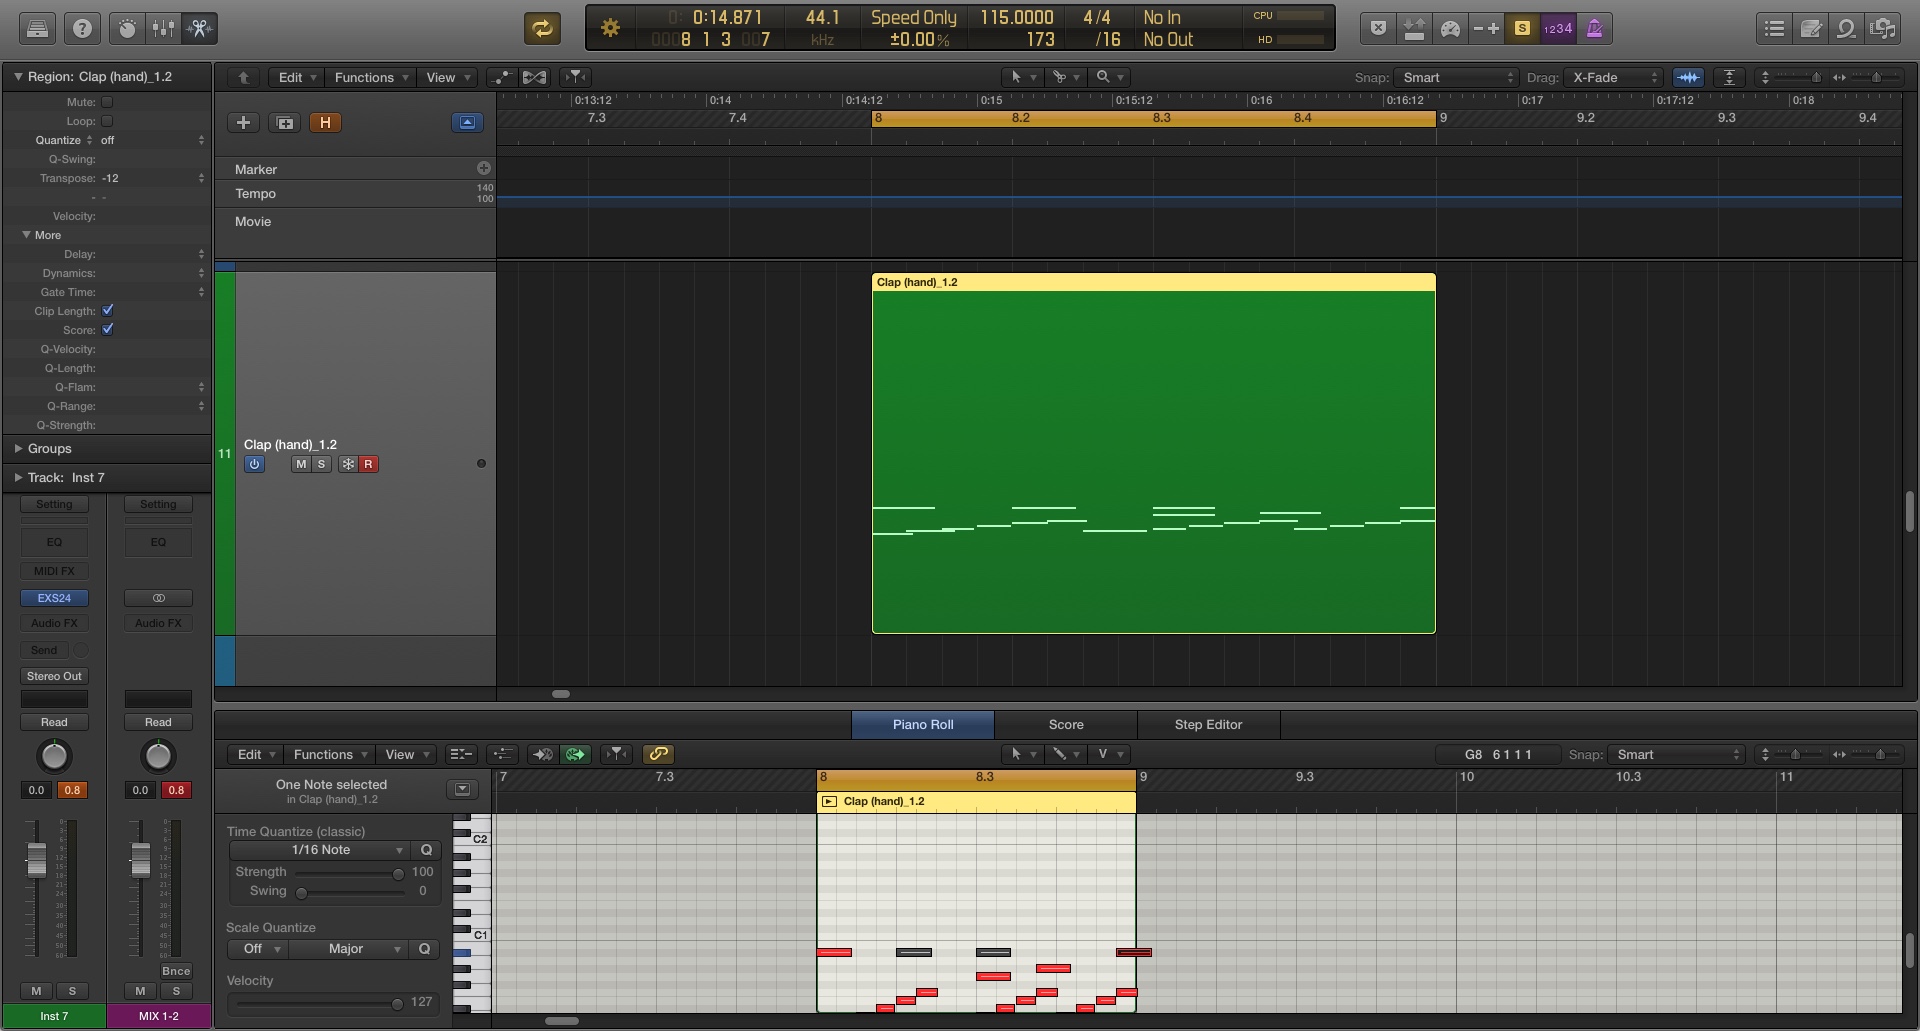 0:14.871 44.1 Speed Only 115.0000 4/4 No In CPU
8 1 3 7 kHz ±0.00% 173 /16 No Out HD
S 1234
Region: Clap (hand)_1.2
Mute:
Loop:
Quantize off
Q-Swing:
Transpose: -12
- -
Velocity:
More
Delay:
Dynamics:
Gate Time:
Clip Length:
Score:
Q-Velocity:
Q-Length:
Q-Flam:
Q-Range:
Q-Strength:
Groups
Track: Inst 7
Setting Setting
EQ EQ
MIDI FX
EXS24
Audio FX Audio FX
Send
Stereo Out
Read Read
0.0 0.8 0.0 0.8
Bnce
M S M S
Inst 7 MIX 1-2
Edit Functions View Snap: Smart Drag: X-Fade
0:13:12 0:14 0:14:12 0:15 0:15:12 0:16 0:16:12 0:17 0:17:12 0:18
7.3 7.4 8 8.2 8.3 8.4 9 9.2 9.3 9.4
H
Marker
Tempo 140
100
Movie
Clap (hand)_1.2
11
Clap (hand)_1.2
M S R
Piano Roll Score Step Editor
Edit Functions View V G8 6 1 1 1 Snap: Smart
7 7.3 8 8.3 9 9.3 10 10.3 11
One Note selected
in Clap (hand)_1.2
Clap (hand)_1.2
Time Quantize (classic)
1/16 Note Q
Strength 100
Swing 0
Scale Quantize
Off Major Q
Velocity
127
C2
C1